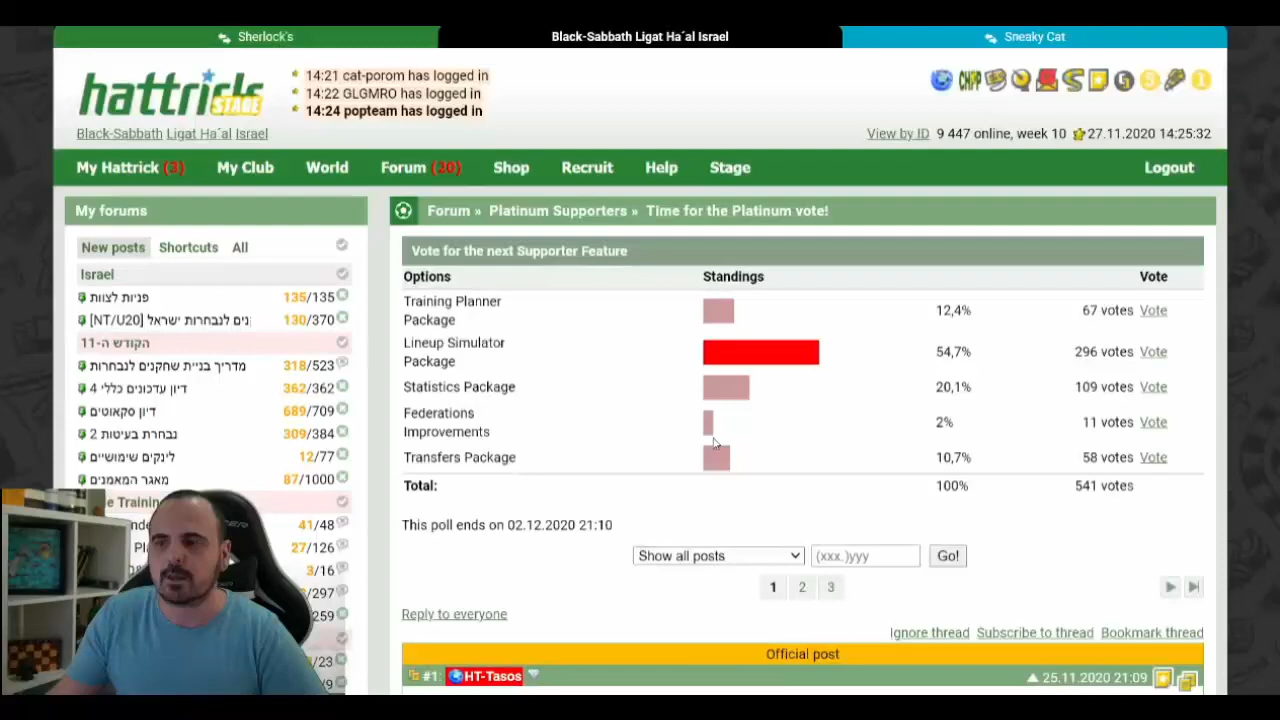 Sherlock's
Black-Sabbath Ligat Ha´al Israel
Sneaky Cat
hattrick
STAGE
14:21 cat-porom has logged in
14:22 GLGMRO has logged in
14:24 popteam has logged in
CHPP
Black-Sabbath Ligat Ha´al Israel
View by ID 9 447 online, week 10 27.11.2020 14:25:32
My Hattrick (3) My Club World Forum (20) Shop Recruit Help Stage Logout
My forums
New posts Shortcuts All
Israel
פניות לצוות 135/135
[NT/U20] נים לנבחרות ישראל 130/370
הקודש ה-11
מדריך בניית שחקנים לנבחרות 318/523
דיון עדכונים כללי 4 362/362
דיון סקאוטים 689/709
נבחרת בעיטות 2 309/384
לינקים שימושיים 12/77
מאגר המאמנים 87/1000
e Training
41/48
27/126
3/16
/297
259
/23
/9
Forum » Platinum Supporters » Time for the Platinum vote!
Vote for the next Supporter Feature
Options Standings Vote
Training Planner
Package 12,4% 67 votes Vote
Lineup Simulator
Package 54,7% 296 votes Vote
Statistics Package 20,1% 109 votes Vote
Federations
Improvements 2% 11 votes Vote
Transfers Package 10,7% 58 votes Vote
Total: 100% 541 votes
This poll ends on 02.12.2020 21:10
Show all posts (xxx.)yyy Go!
1 2 3
Reply to everyone
Ignore thread Subscribe to thread Bookmark thread
Official post
#1: HT-Tasos 25.11.2020 21:09